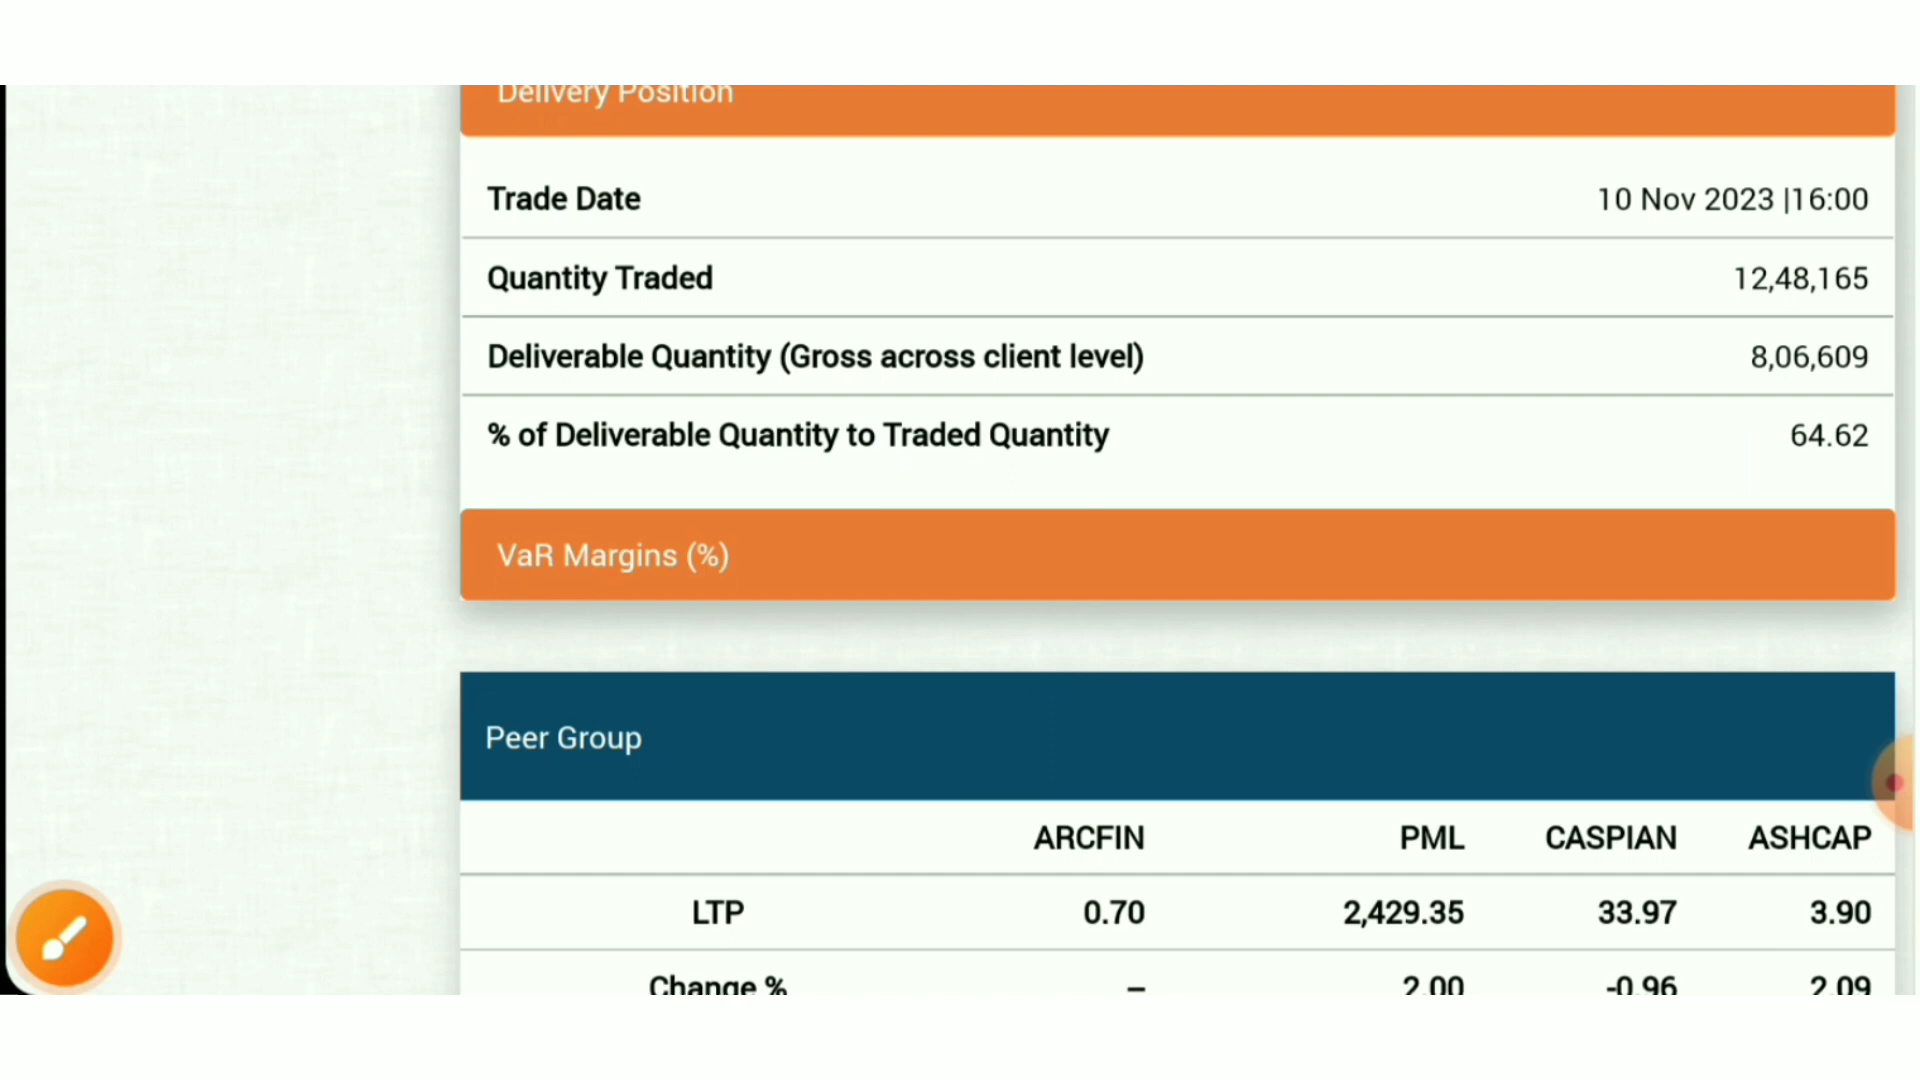 Delivery Position
Trade Date 10 Nov 2023 |16:00
Quantity Traded 12,48,165
Deliverable Quantity (Gross across client level) 8,06,609
% of Deliverable Quantity to Traded Quantity 64.62
VaR Margins (%)
Peer Group
ARCFIN PML CASPIAN ASHCAP
LTP 0.70 2,429.35 33.97 3.90
Change % – 2.00 -0.96 2.09